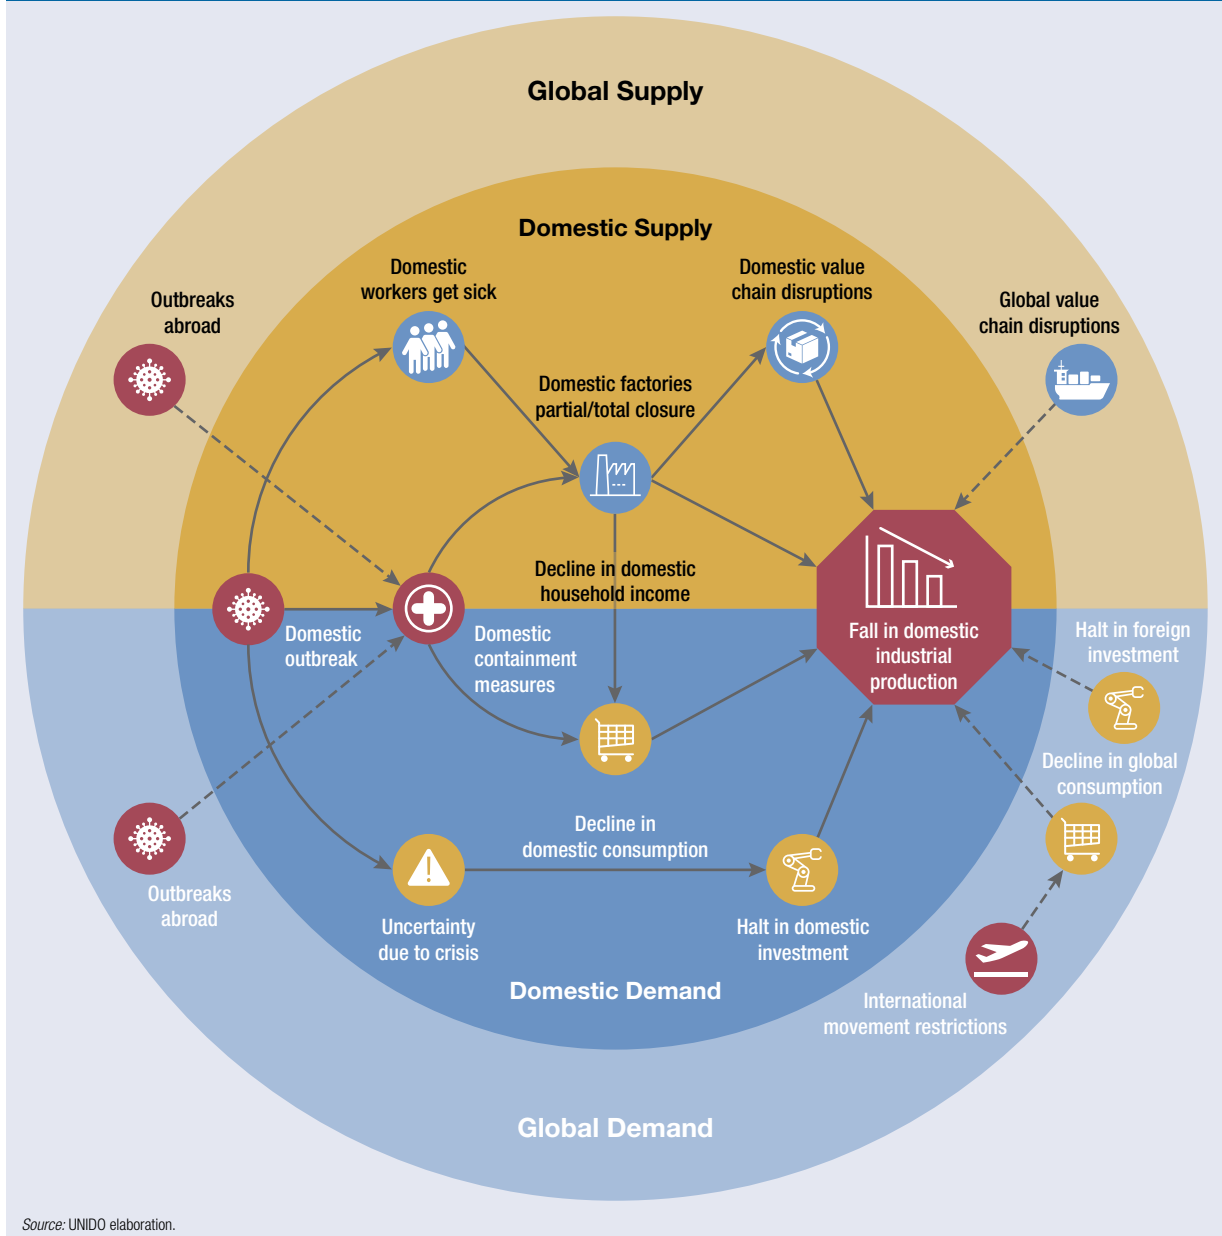 Global Supply
Domestic Supply
Domestic
workers get sick
Domestic value
chain disruptions
Outbreaks
abroad
Global value
chain disruptions
Domestic factories
partial/total closure
Decline in domestic
household income
Domestic
outbreak
Domestic
containment
measures
Fall in domestic
industrial
production
Halt in foreign
investment
Decline in global
consumption
Decline in
domestic consumption
Outbreaks
abroad
Uncertainty
due to crisis
Halt in domestic
investment
Domestic Demand
International
movement restrictions
Global Demand
Source: UNIDO elaboration.